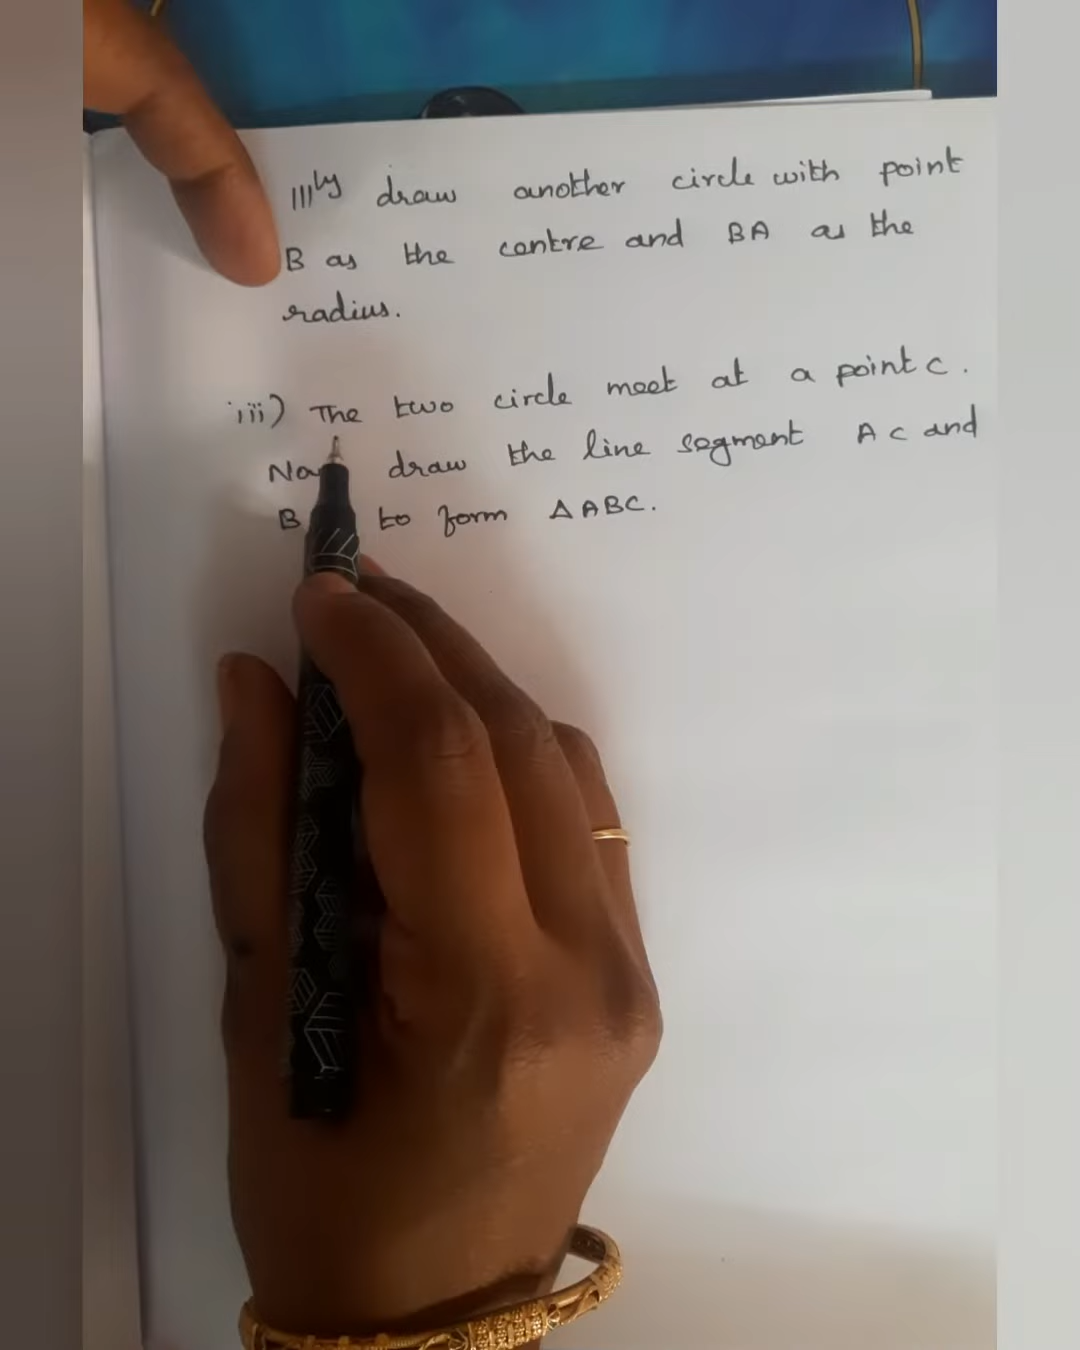 lllly draw another circle with point
B as the centre and BA as the
radius.
iii) The two circle meet at a point C.
draw the line segment AC and
B to form ΔABC.